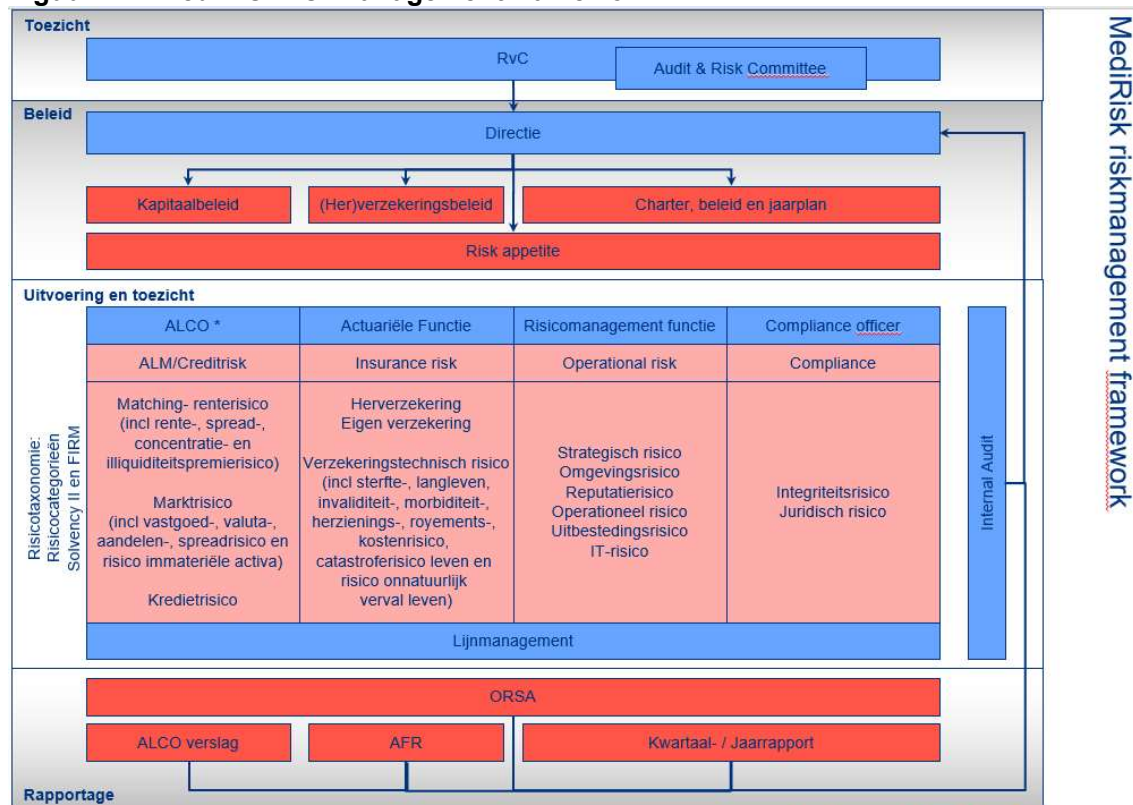 Toezicht
RvC
Audit & Risk Committee
Beleid
Directie
Kapitaalbeleid
(Her)verzekeringsbeleid
Charter, beleid en jaarplan
Risk appetite
Uitvoering en toezicht
ALCO *
Actuariële Functie
Risicomanagement functie
Compliance officer
ALM/Creditrisk
Insurance risk
Operational risk
Compliance
Risicotaxonomie:
Risicocategorieën
Solvency II en FIRM
Matching- renterisico
(incl rente-, spread-,
concentratie- en
illiquiditeitspremierisico)
Marktrisico
(incl vastgoed-, valuta-,
aandelen-, spreadrisico en
risico immateriële activa)
Kredietrisico
Herverzekering
Eigen verzekering
Verzekeringstechnisch risico
(incl sterfte-, langleven,
invaliditeit-, morbiditeit-,
herzienings-, royements-,
kostenrisico,
catastroferisico leven en
risico onnatuurlijk
verval leven)
Strategisch risico
Omgevingsrisico
Reputatierisico
Operationeel risico
Uitbestedingsrisico
IT-risico
Integriteitsrisico
Juridisch risico
Internal Audit
Lijnmanagement
ORSA
ALCO verslag
AFR
Kwartaal- / Jaarrapport
Rapportage
MediRisk riskmanagement framework